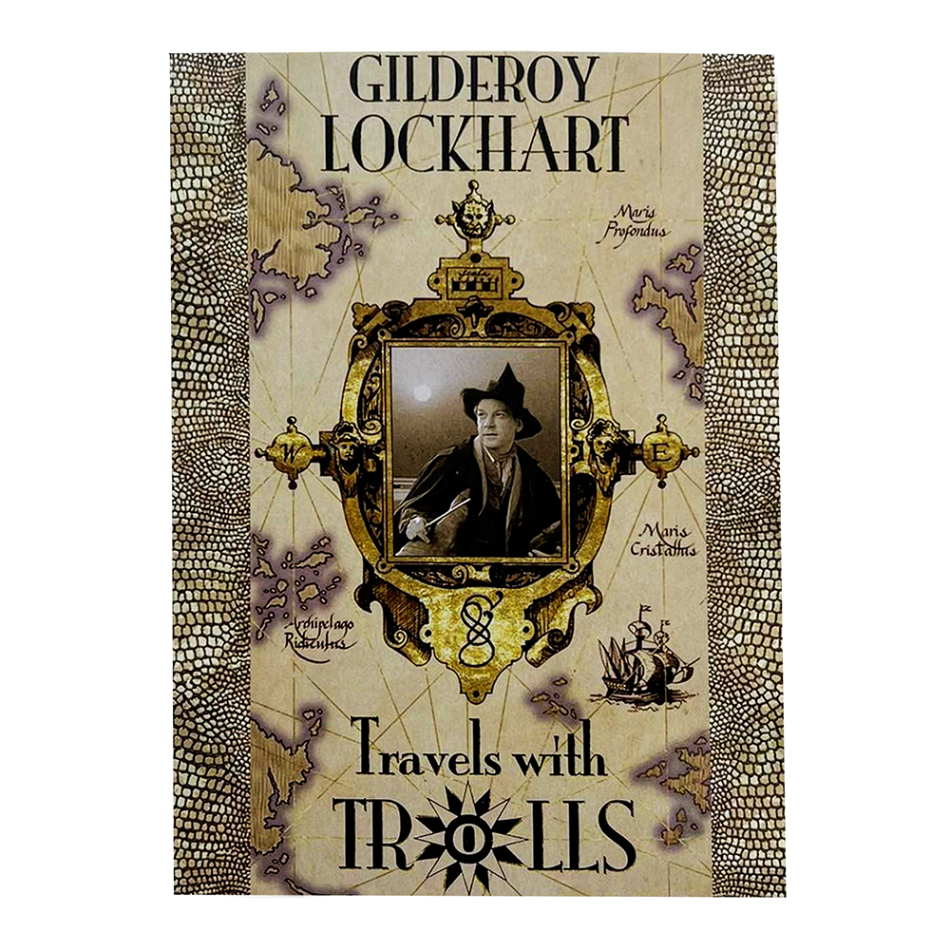 GILDEROY
LOCKHART
Maris
Profondus
W
E
Maris
Cristallus
Archipelago
Ridiculus
Travels with
TROLLS